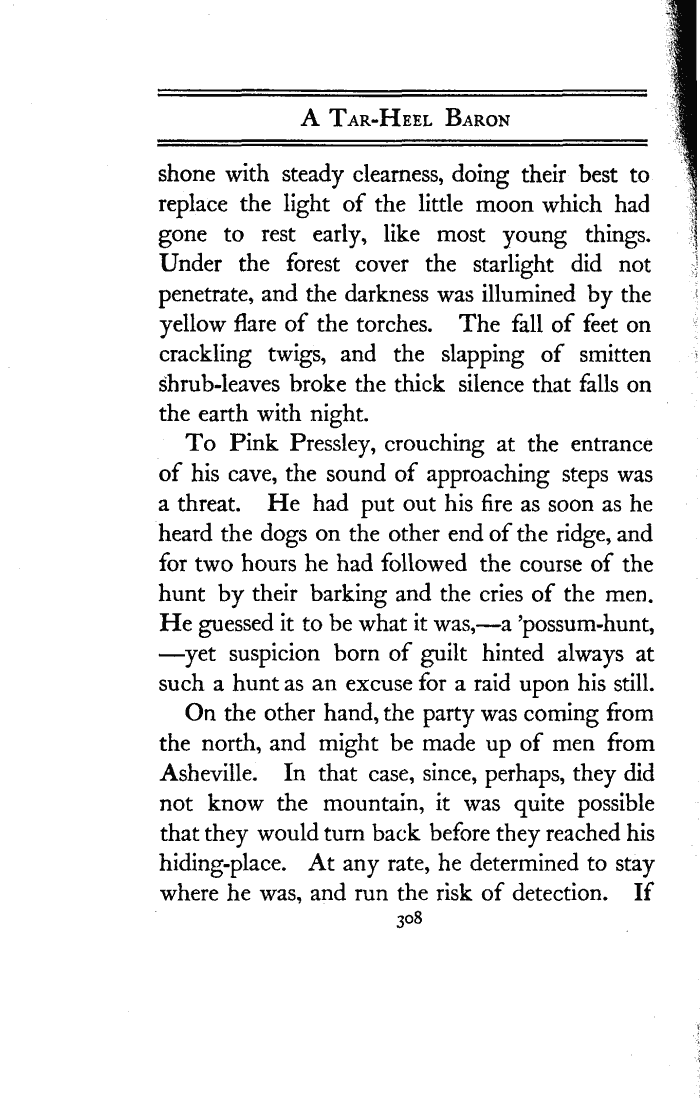 A Tar-Heel Baron
shone with steady clearness, doing their best to
replace the light of the little moon which had
gone to rest early, like most young things.
Under the forest cover the starlight did not
penetrate, and the darkness was illumined by the
yellow flare of the torches. The fall of feet on
crackling twigs, and the slapping of smitten
shrub-leaves broke the thick silence that falls on
the earth with night.
To Pink Pressley, crouching at the entrance
of his cave, the sound of approaching steps was
a threat. He had put out his fire as soon as he
heard the dogs on the other end of the ridge, and
for two hours he had followed the course of the
hunt by their barking and the cries of the men.
He guessed it to be what it was,—a ’possum-hunt,
—yet suspicion born of guilt hinted always at
such a hunt as an excuse for a raid upon his still.
On the other hand, the party was coming from
the north, and might be made up of men from
Asheville. In that case, since, perhaps, they did
not know the mountain, it was quite possible
that they would turn back before they reached his
hiding-place. At any rate, he determined to stay
where he was, and run the risk of detection. If
308